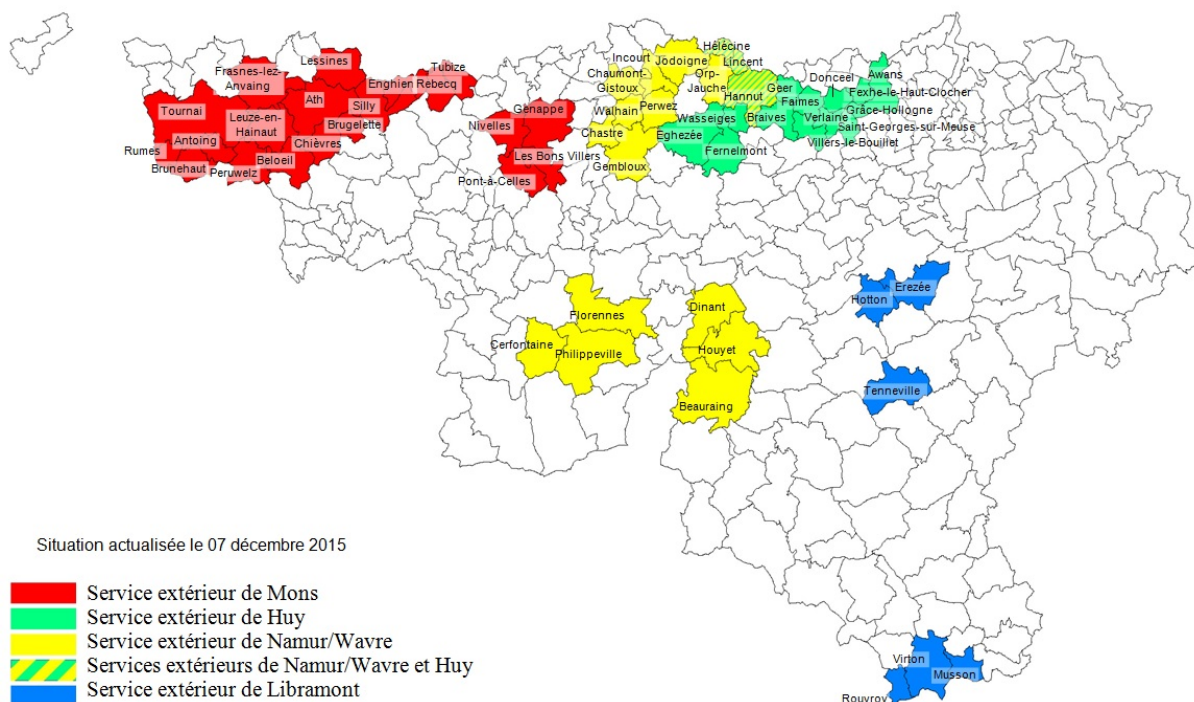 Lessines
Frasnes-lez-
Anvaing
Tubize
Enghien
Rebecq
Ath
Silly
Tournai
Leuze-en-
Hainaut
Brugelette
Antoing
Chièvres
Rumes
Beloeil
Brunehaut
Peruwelz
Genappe
Nivelles
Les Bons Villers
Pont-à-Celles
Hélécine
Incourt
Jodoigne
Lincent
Chaumont-
Gistoux
Orp-
Jauche
Hannut
Geer
Donceel
Awans
Fexhe-le-Haut-Clocher
Walhain
Perwez
Faimes
Grâce-Hollogne
Wasseiges
Braives
Verlaine
Saint-Georges-sur-Meuse
Chastre
Eghezée
Villers-le-Bouillet
Fernelmont
Gembloux
Erezée
Hotton
Dinant
Florennes
Cerfontaine
Philippeville
Houyet
Tenneville
Beauraing
Situation actualisée le 07 décembre 2015
Service extérieur de Mons
Service extérieur de Huy
Service extérieur de Namur/Wavre
Services extérieurs de Namur/Wavre et Huy
Service extérieur de Libramont
Virton
Musson
Rouvroy